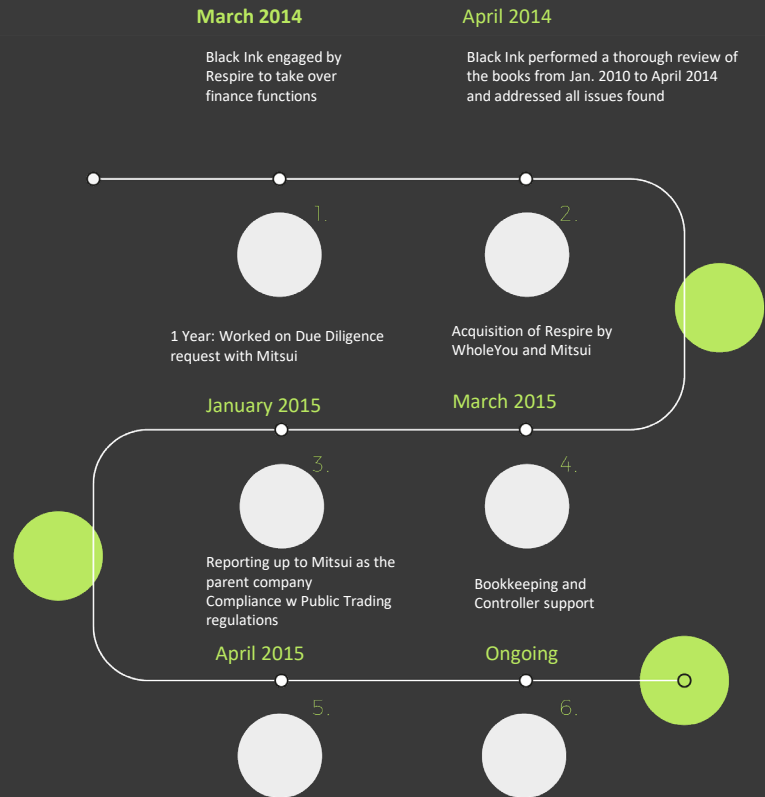 March 2014
April 2014
Black Ink engaged by
Respire to take over
finance functions
Black Ink performed a thorough review of
the books from Jan. 2010 to April 2014
and addressed all issues found
1.
2.
1 Year: Worked on Due Diligence
request with Mitsui
Acquisition of Respire by
WholeYou and Mitsui
January 2015
March 2015
3.
4.
Reporting up to Mitsui as the
parent company
Compliance w Public Trading
regulations
Bookkeeping and
Controller support
April 2015
Ongoing
5.
6.